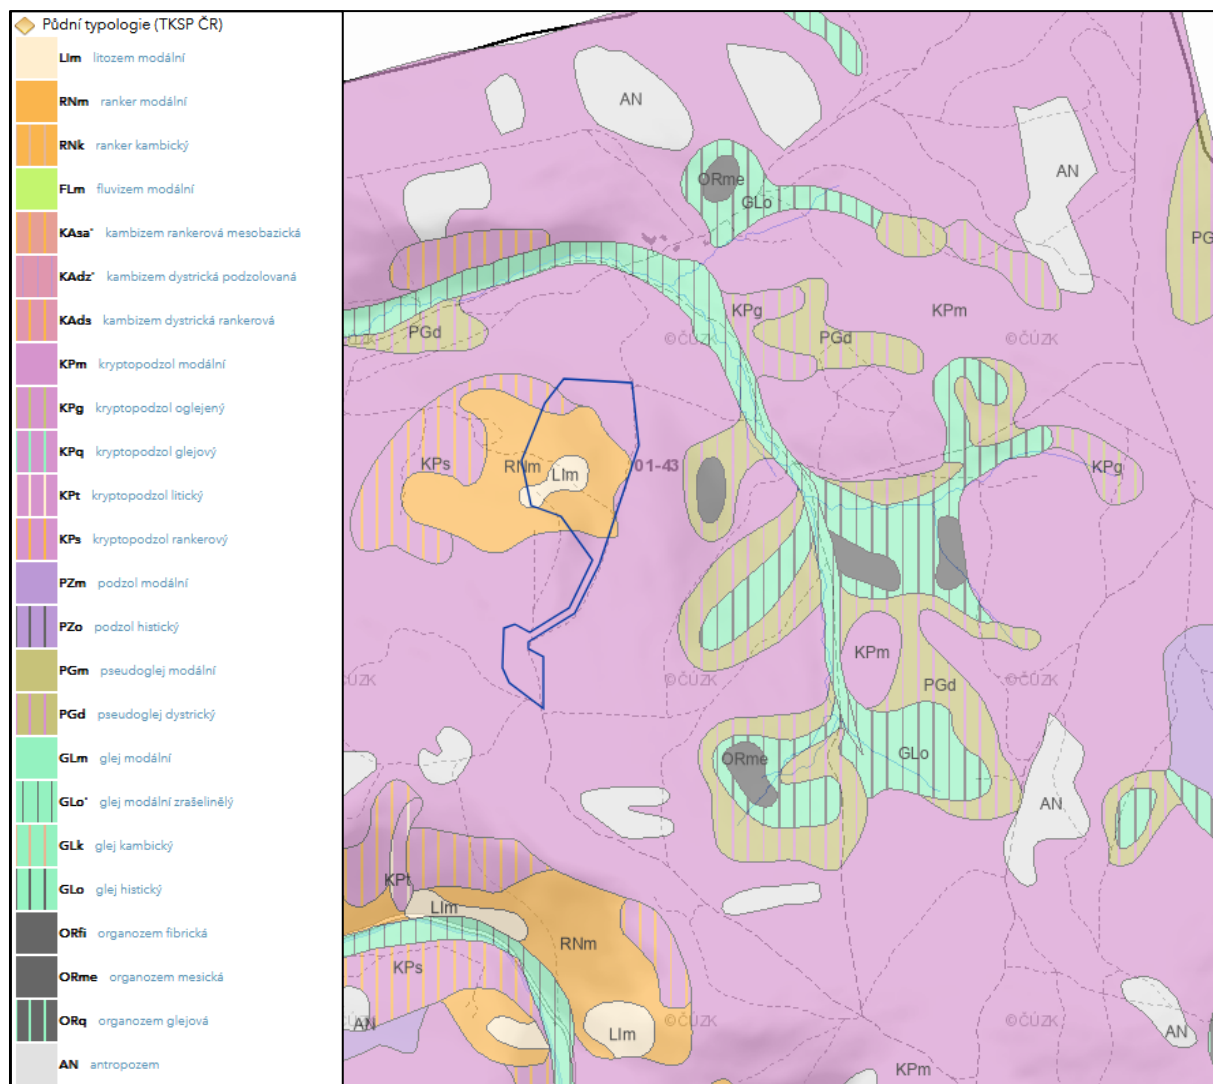 Půdní typologie (TKSP ČR)
LIm litozem modální
RNm ranker modální
RNk ranker kambický
FLm fluvizem modální
KAsa' kambizem rankerová mesobazická
KAdz' kambizem dystrická podzolovaná
KAds kambizem dystrická rankerová
KPm kryptopodzol modální
KPg kryptopodzol oglejený
KPq kryptopodzol glejový
KPt kryptopodzol litický
KPs kryptopodzol rankerový
PZm podzol modální
PZo podzol histický
PGm pseudoglej modální
PGd pseudoglej dystrický
GLm glej modální
GLo' glej modální zrašelinělý
GLk glej kambický
GLo glej histický
ORfi organozem fibrická
ORme organozem mesická
ORq organozem glejová
AN antropozem
AN
AN
ORme
GLo
PG
KPg
KPm
PGd
PGd
ČÚZK
©ČÚZK
©ČÚZK
KPs
RNm
LIm
01-43
KPg
KPm
ČÚZK
©ČÚZK
©ČÚZK
PGd
ORme
GLo
AN
KPt
LIm
RNm
KPs
AN
ČÚZK
LIm
©ČÚZK
©ČÚZK
AN
KPm